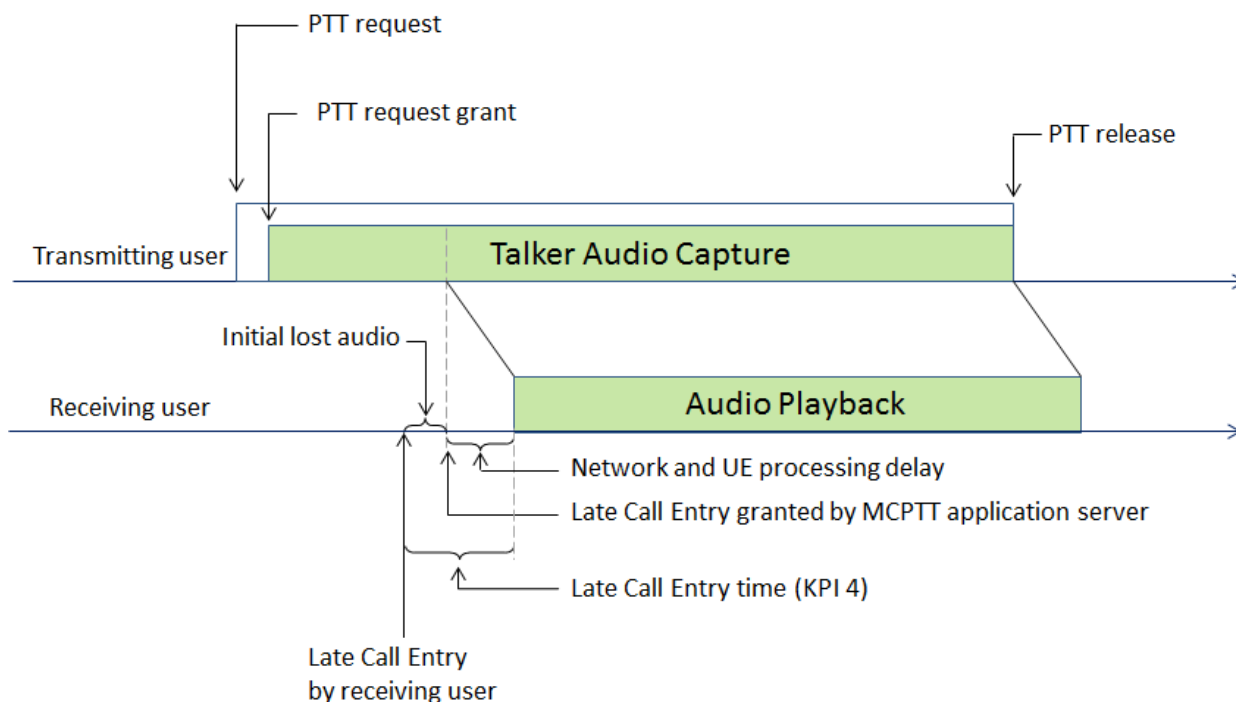 PTT request
PTT request grant
PTT release
Transmitting user
Talker Audio Capture
Initial lost audio
Receiving user
Audio Playback
Network and UE processing delay
Late Call Entry granted by MCPTT application server
Late Call Entry time (KPI 4)
Late Call Entry
by receiving user